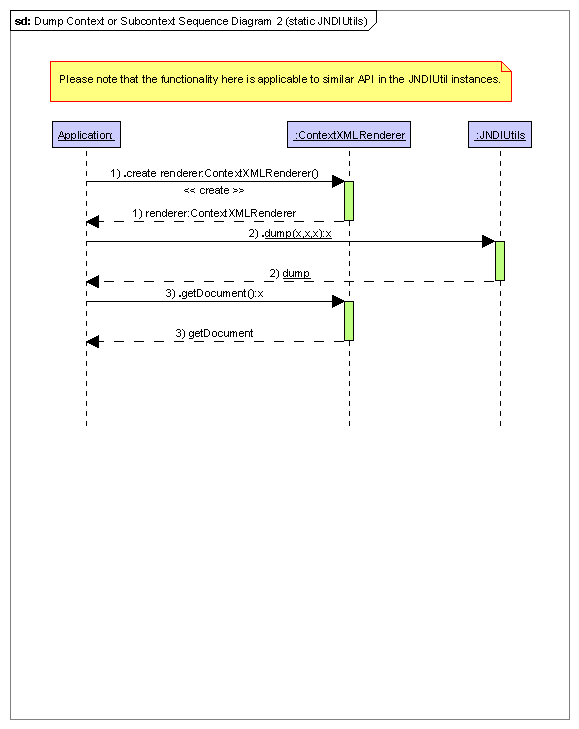 sd: Dump Context or Subcontext Sequence Diagram 2 (static JNDIUtils)
Please note that the functionality here is applicable to similar API in the JNDIUtil instances.
Application:
:ContextXMLRenderer
:JNDIUtils
1) .create renderer:ContextXMLRenderer()
<< create >>
1) renderer:ContextXMLRenderer
2) .dump(x,x,x):x
2) dump
3) .getDocument():x
3) getDocument